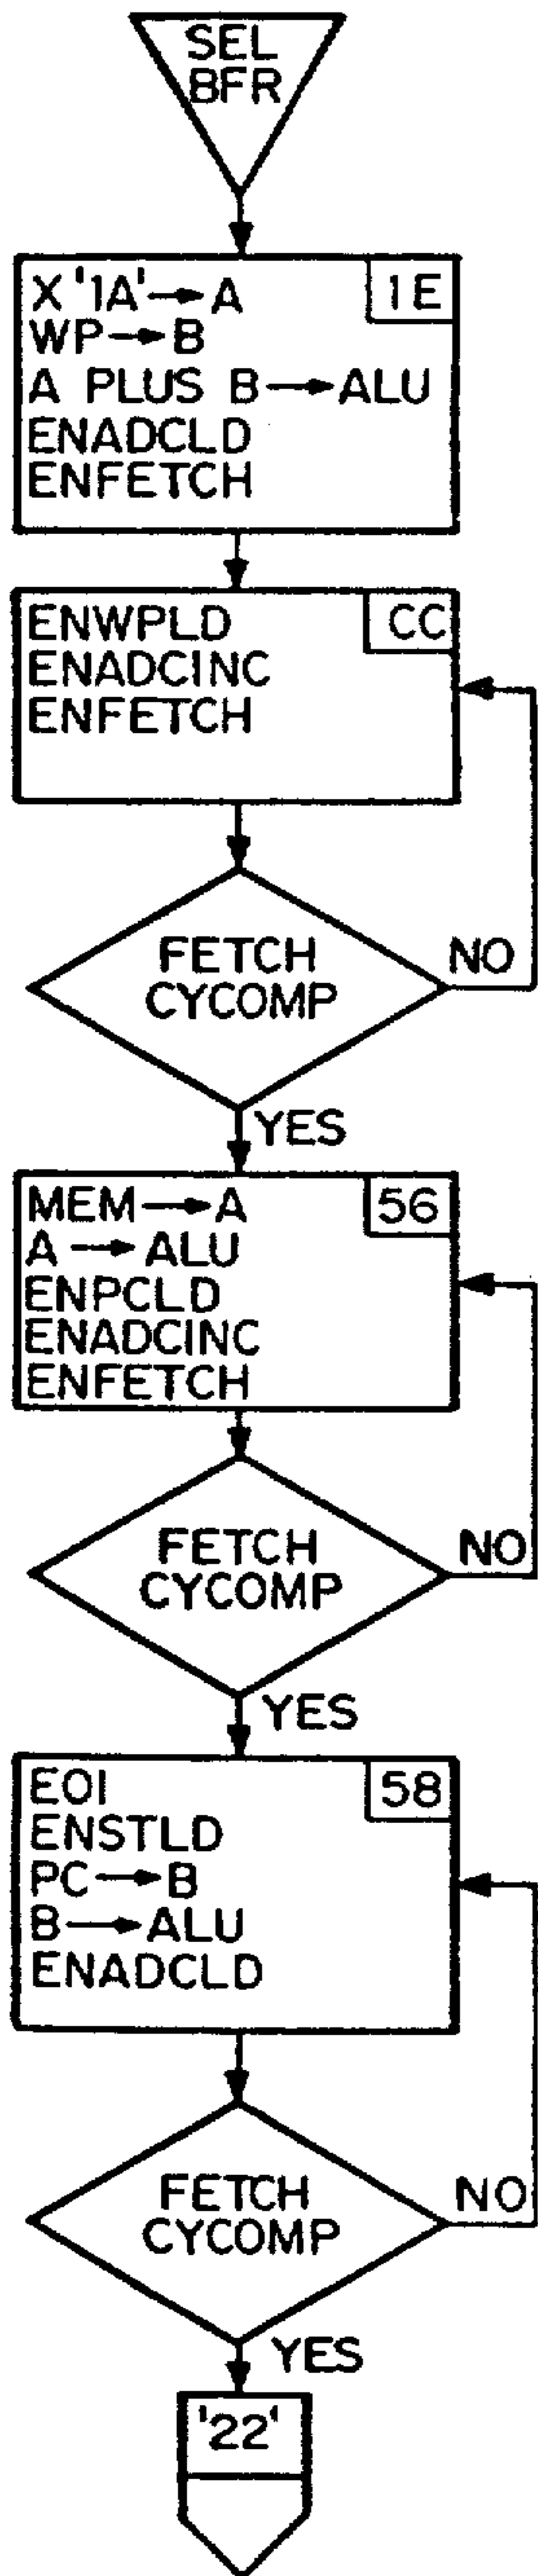 SEL
BFR
X'1A'→A
1E
WP→B
A PLUS B→ALU
ENADCLD
ENFETCH
ENWPLD
CC
ENADCINC
ENFETCH
FETCH
CYCOMP
NO
YES
MEM→A
56
A→ALU
ENPCLD
ENADCINC
ENFETCH
FETCH
CYCOMP
NO
YES
EOI
58
ENSTLD
PC→B
B→ALU
ENADCLD
FETCH
CYCOMP
NO
YES
'22'